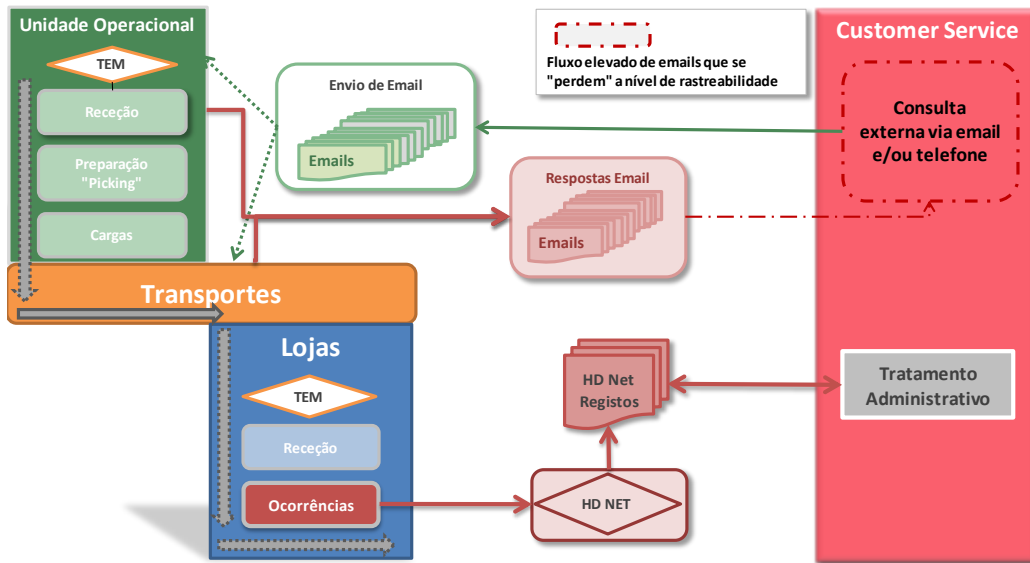 Unidade Operacional
TEM
Receção
Preparação
"Picking"
Cargas
Envio de Email
Emails
Fluxo elevado de emails que se
"perdem" a nível de rastreabilidade
Customer Service
Consulta
externa via email
e/ou telefone
Respostas Email
Emails
Transportes
Lojas
TEM
Receção
Ocorrências
HD Net
Registos
HD NET
Tratamento
Administrativo